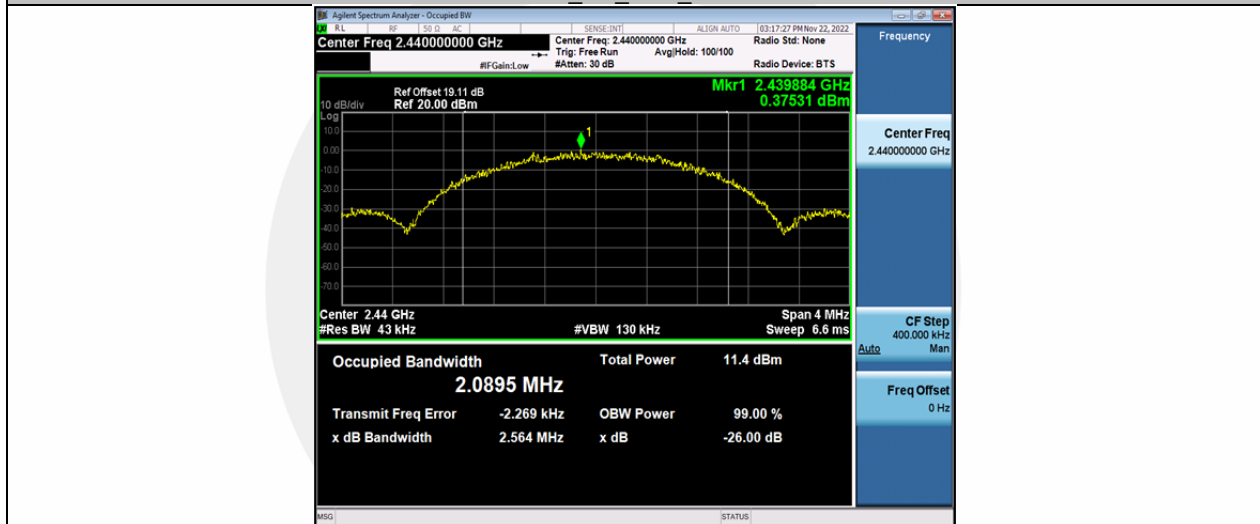 Agilent Spectrum Analyzer - Occupied BW
RL RF 50 Ω AC SENSE:INT ALIGN AUTO 03:17:27 PM Nov 22, 2022
Center Freq 2.440000000 GHz
Center Freq: 2.440000000 GHz
Radio Std: None
Trig: Free Run Avg|Hold: 100/100
#IFGain:Low #Atten: 30 dB Radio Device: BTS
Frequency
Mkr1 2.439884 GHz
0.37531 dBm
Ref Offset 19.11 dB
10 dB/div Ref 20.00 dBm
Log
10.0
0.00
-10.0
-20.0
-30.0
-40.0
-50.0
-60.0
-70.0
1
Center 2.44 GHz Span 4 MHz
#Res BW 43 kHz #VBW 130 kHz Sweep 6.6 ms
Occupied Bandwidth Total Power 11.4 dBm
2.0895 MHz
Transmit Freq Error -2.269 kHz OBW Power 99.00 %
x dB Bandwidth 2.564 MHz x dB -26.00 dB
Center Freq
2.440000000 GHz
CF Step
400.000 kHz
Auto Man
Freq Offset
0 Hz
MSG STATUS